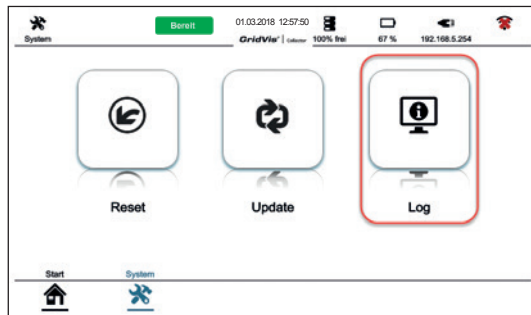 Bereit 01.03.2018 12:57:50
System GridVis® | Collector 100% frei 67 % 192.168.5.254
Reset Update Log
Start System